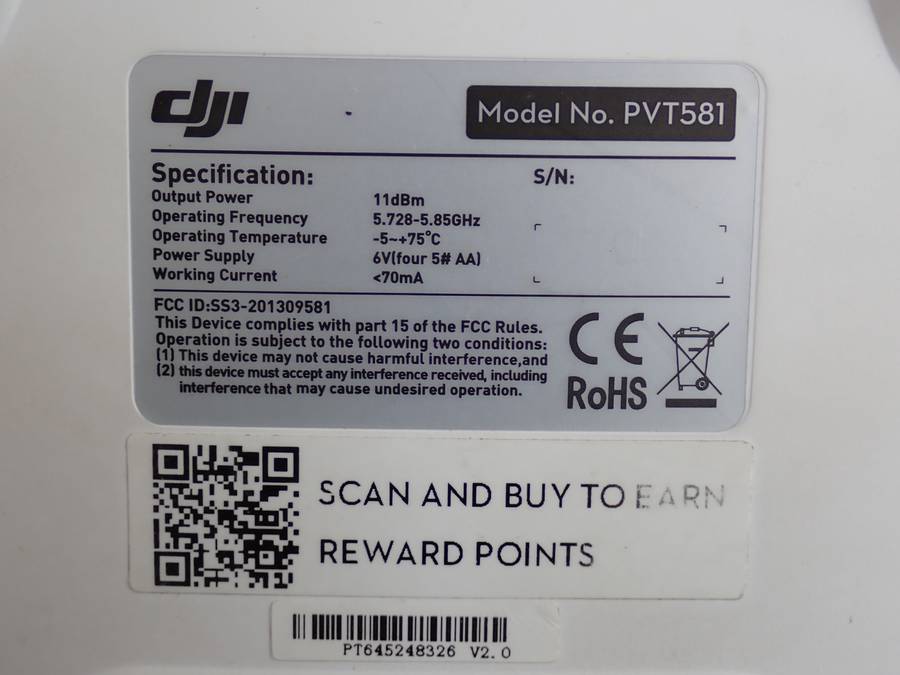 dji
Model No. PVT581
Specification:
S/N:
Output Power 11dBm
Operating Frequency 5.728-5.85GHz
Operating Temperature -5~+75°C
Power Supply 6V(four 5# AA)
Working Current <70mA
FCC ID:SS3-201309581
This Device complies with part 15 of the FCC Rules.
Operation is subject to the following two conditions:
(1) This device may not cause harmful interference,and
(2) this device must accept any interference received, including
interference that may cause undesired operation.
CE
RoHS
SCAN AND BUY TO EARN
REWARD POINTS
PT645248326 V2.0